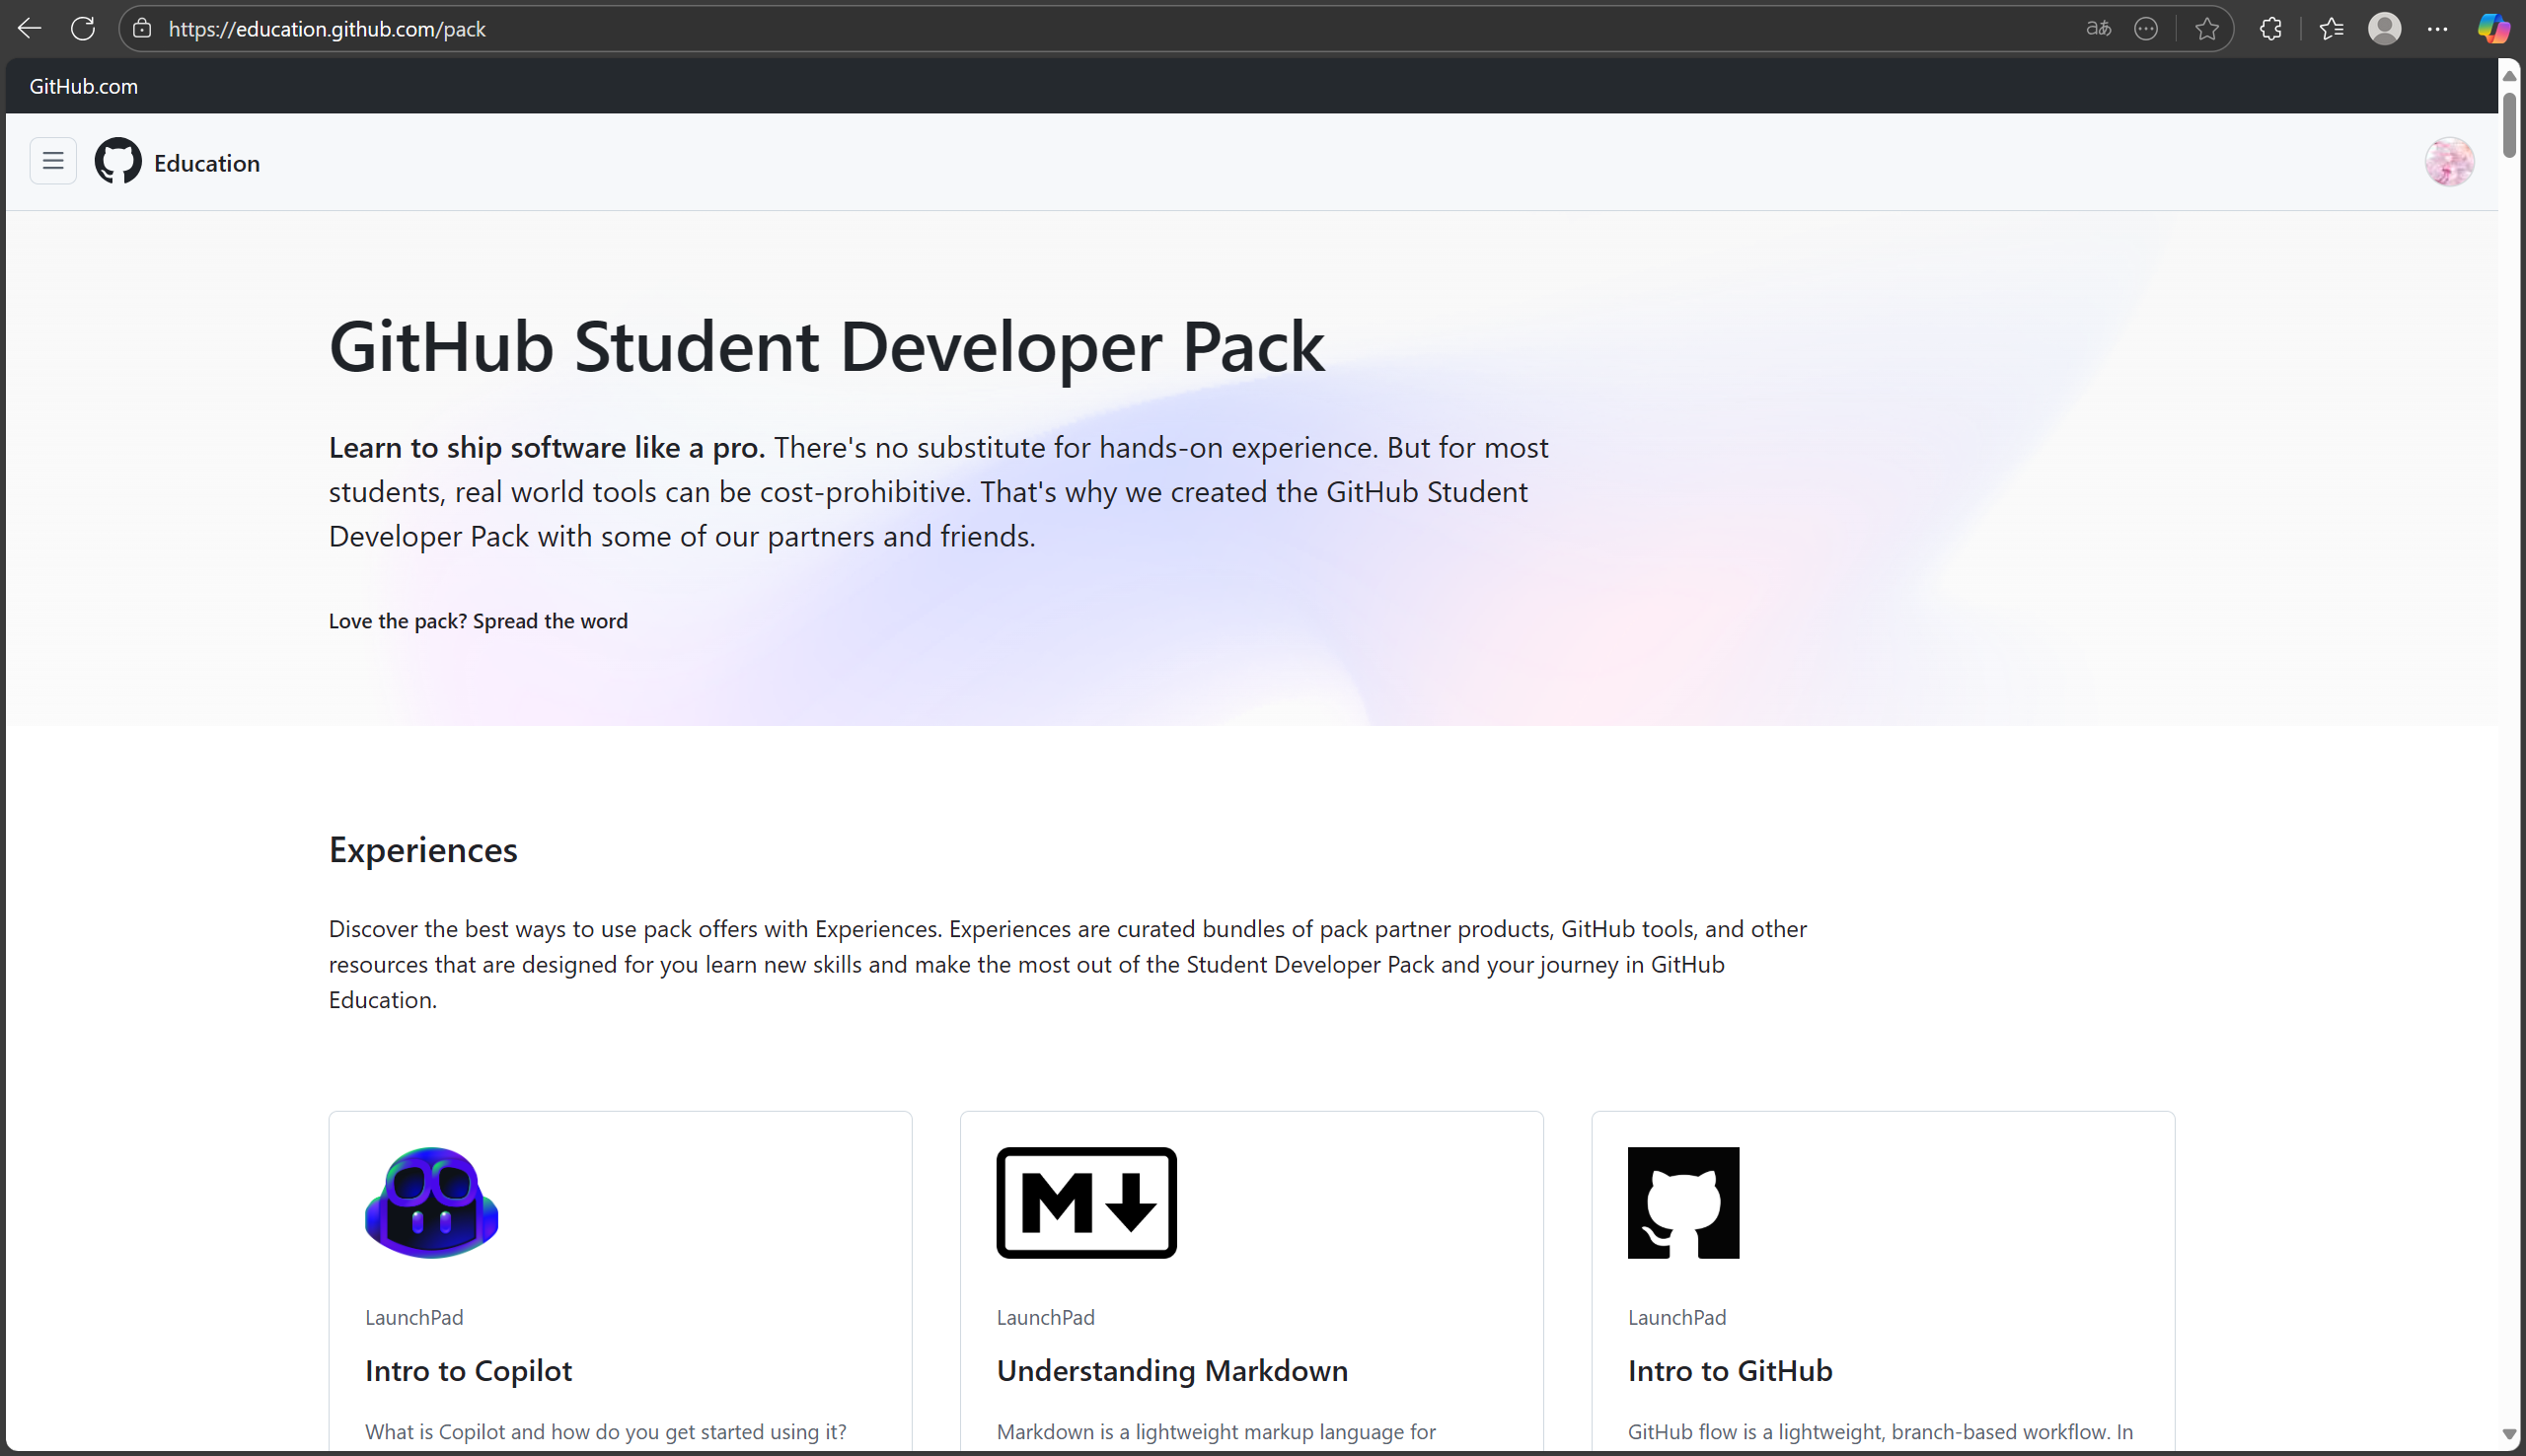 https://education.github.com/pack
GitHub.com
Education
GitHub Student Developer Pack
Learn to ship software like a pro. There's no substitute for hands-on experience. But for most
students, real world tools can be cost-prohibitive. That's why we created the GitHub Student
Developer Pack with some of our partners and friends.
Love the pack? Spread the word
Experiences
Discover the best ways to use pack offers with Experiences. Experiences are curated bundles of pack partner products, GitHub tools, and other
resources that are designed for you learn new skills and make the most out of the Student Developer Pack and your journey in GitHub
Education.
LaunchPad
Intro to Copilot
What is Copilot and how do you get started using it?
LaunchPad
Understanding Markdown
Markdown is a lightweight markup language for
LaunchPad
Intro to GitHub
GitHub flow is a lightweight, branch-based workflow. In